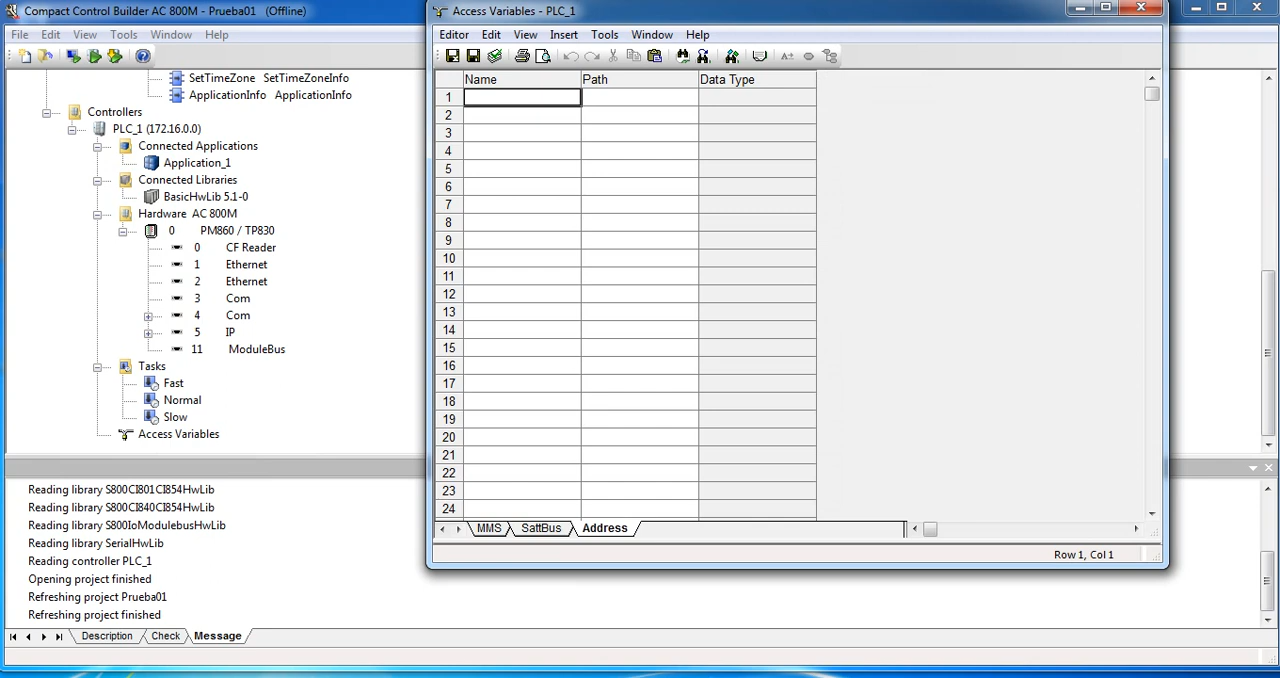 Compact Control Builder AC 800M - Prueba01 (Offline)
File Edit View Tools Window Help
SetTimeZone SetTimeZoneInfo
ApplicationInfo ApplicationInfo
Controllers
PLC_1 (172.16.0.0)
Connected Applications
Application_1
Connected Libraries
BasicHwLib 5.1-0
Hardware AC 800M
0 PM860 / TP830
0 CF Reader
1 Ethernet
2 Ethernet
3 Com
4 Com
5 IP
11 ModuleBus
Tasks
Fast
Normal
Slow
Access Variables
Access Variables - PLC_1
Editor Edit View Insert Tools Window Help
Name Path Data Type
1
2
3
4
5
6
7
8
9
10
11
12
13
14
15
16
17
18
19
20
21
22
23
24
MMS SattBus Address
Row 1, Col 1
Reading library S800CI801CI854HwLib
Reading library S800CI840CI854HwLib
Reading library S800IoModulebusHwLib
Reading library SerialHwLib
Reading controller PLC_1
Opening project finished
Refreshing project Prueba01
Refreshing project finished
Description Check Message